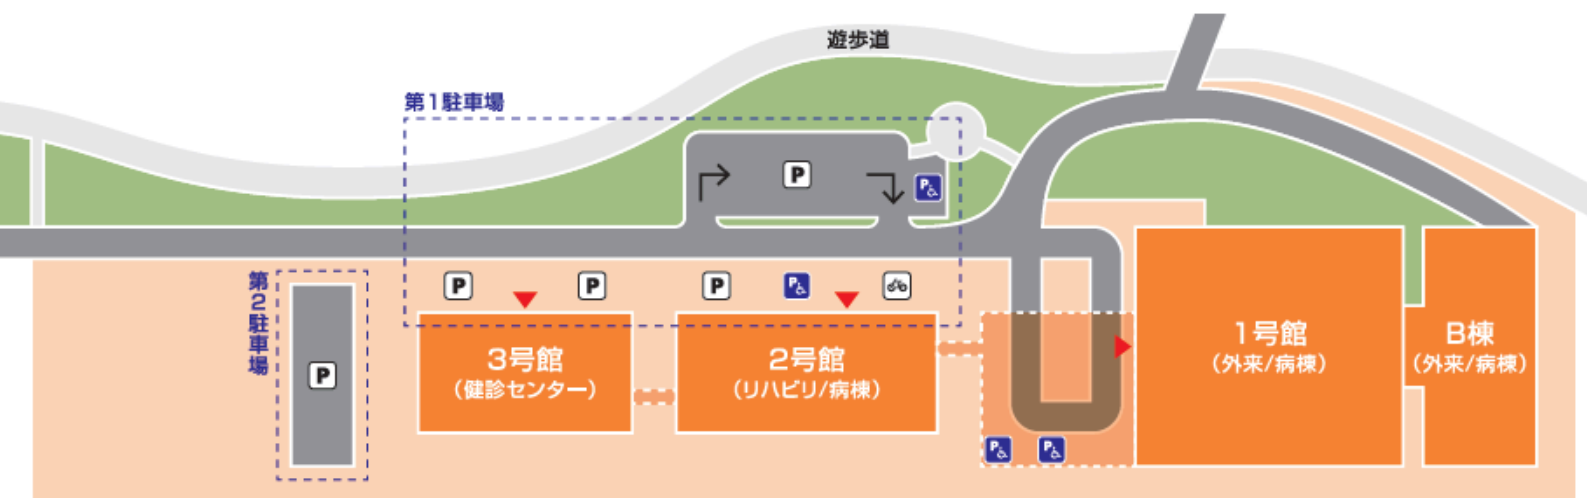 遊歩道
第1駐車場
P
P
P
P
P
P
第2駐車場
P
3号館
(健診センター)
2号館
(リハビリ/病棟)
1号館
(外来/病棟)
B棟
(外来/病棟)
P
P